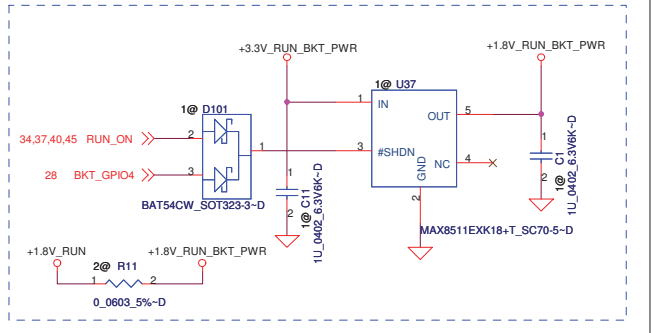 +3.3V_RUN_BKT_PWR
+1.8V_RUN_BKT_PWR
1@ U37
1 IN
OUT 5
1@ D101
34,37,40,45 RUN_ON 2
1
3 #SHDN
NC 4
GND
2
28 BKT_GPIO4 3
BAT54CW_SOT323-3~D
1
2
1@ C11
1U_0402_6.3V6K~D
1
2
1@ C1
1U_0402_6.3V6K~D
MAX8511EXK18+T_SC70-5~D
+1.8V_RUN
+1.8V_RUN_BKT_PWR
2@ R11
1 2
0_0603_5%~D